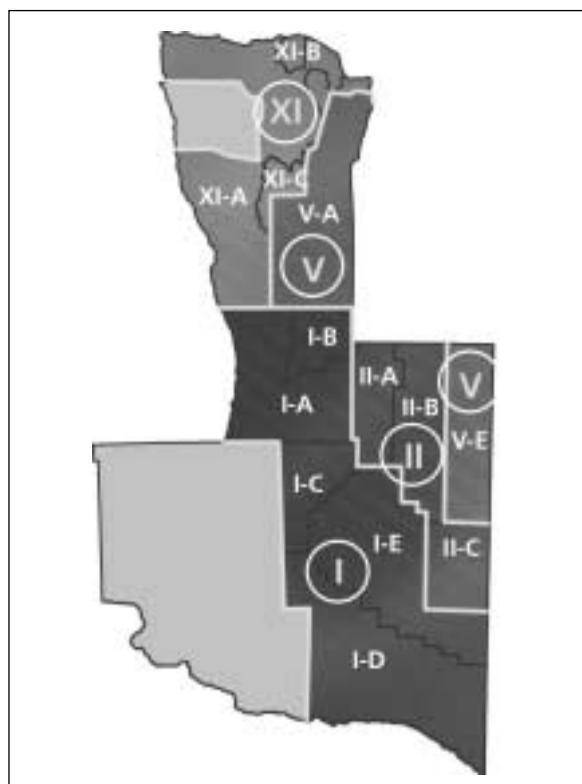 XI-B
XI
XI-C
XI-A
V-A
V
I-B
II-A
V
I-A
II-B
V-E
II
I-C
I-E
II-C
I
I-D